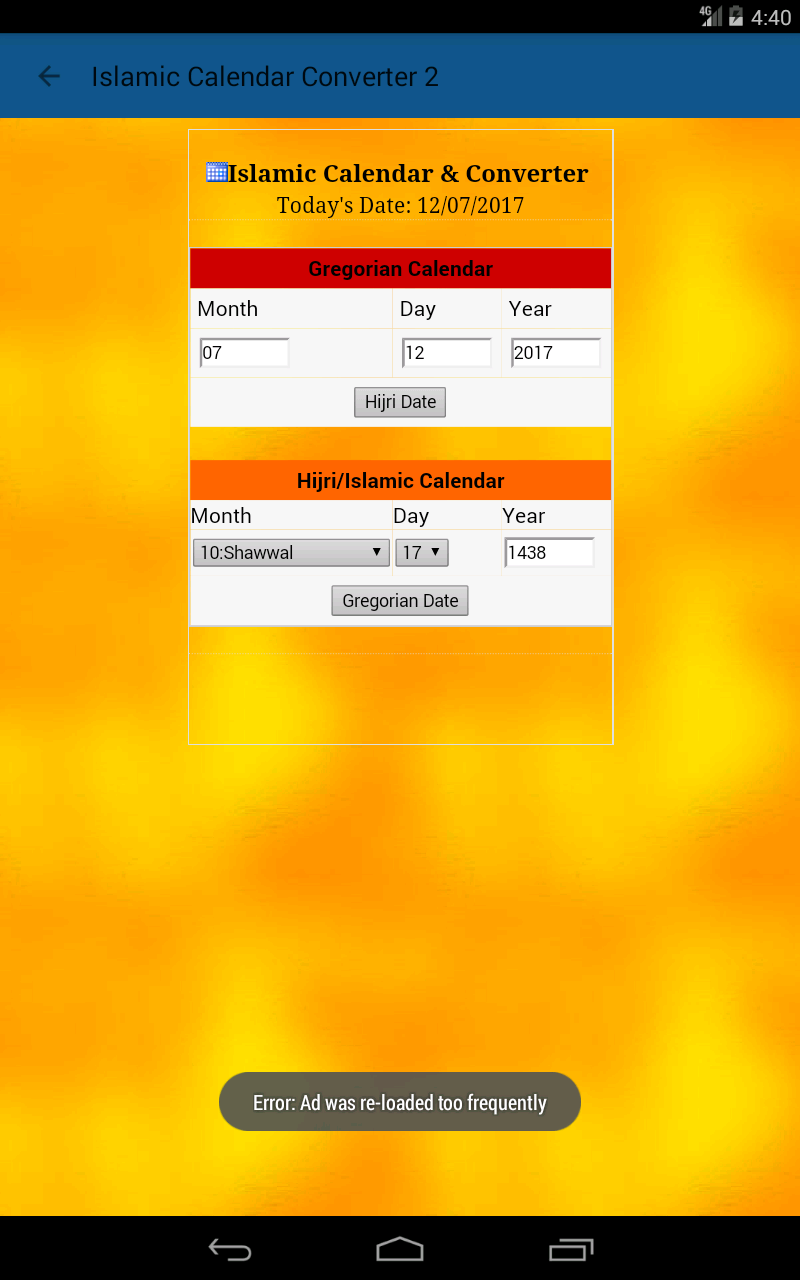 4G 4:40
Islamic Calendar Converter 2
Islamic Calendar & Converter
Today's Date: 12/07/2017
Gregorian Calendar
Month Day Year
07 12 2017
Hijri Date
Hijri/Islamic Calendar
Month Day Year
10:Shawwal 17 1438
Gregorian Date
Error: Ad was re-loaded too frequently